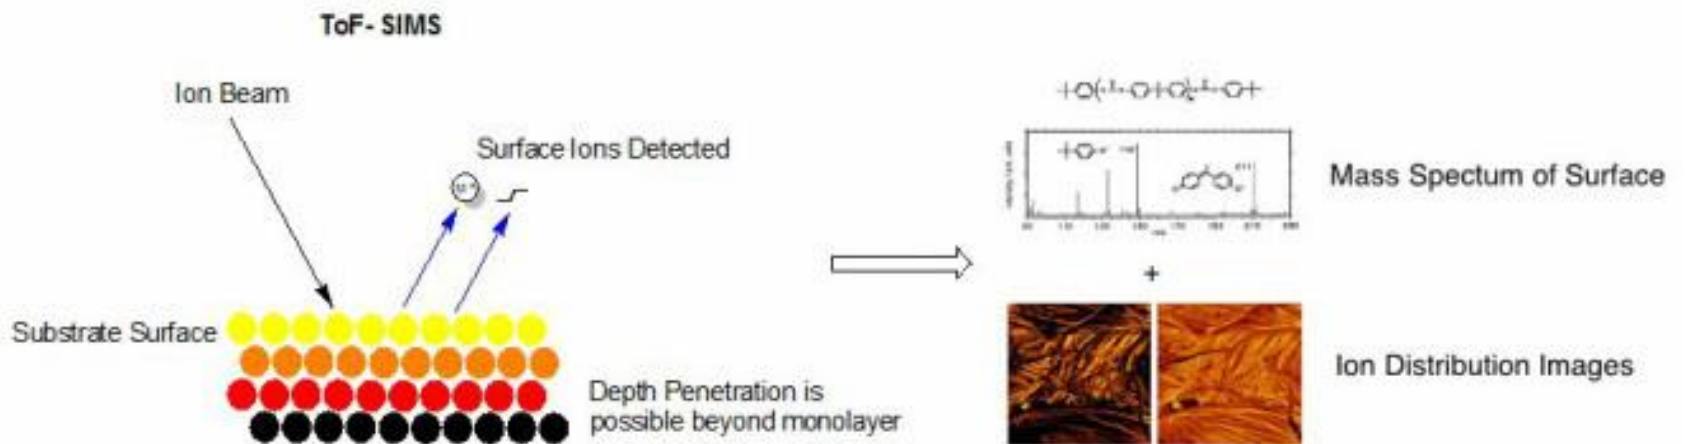 ToF- SIMS
Ion Beam
Surface Ions Detected
Substrate Surface
Depth Penetration is
possible beyond monolayer
Mass Spectum of Surface
+
Ion Distribution Images